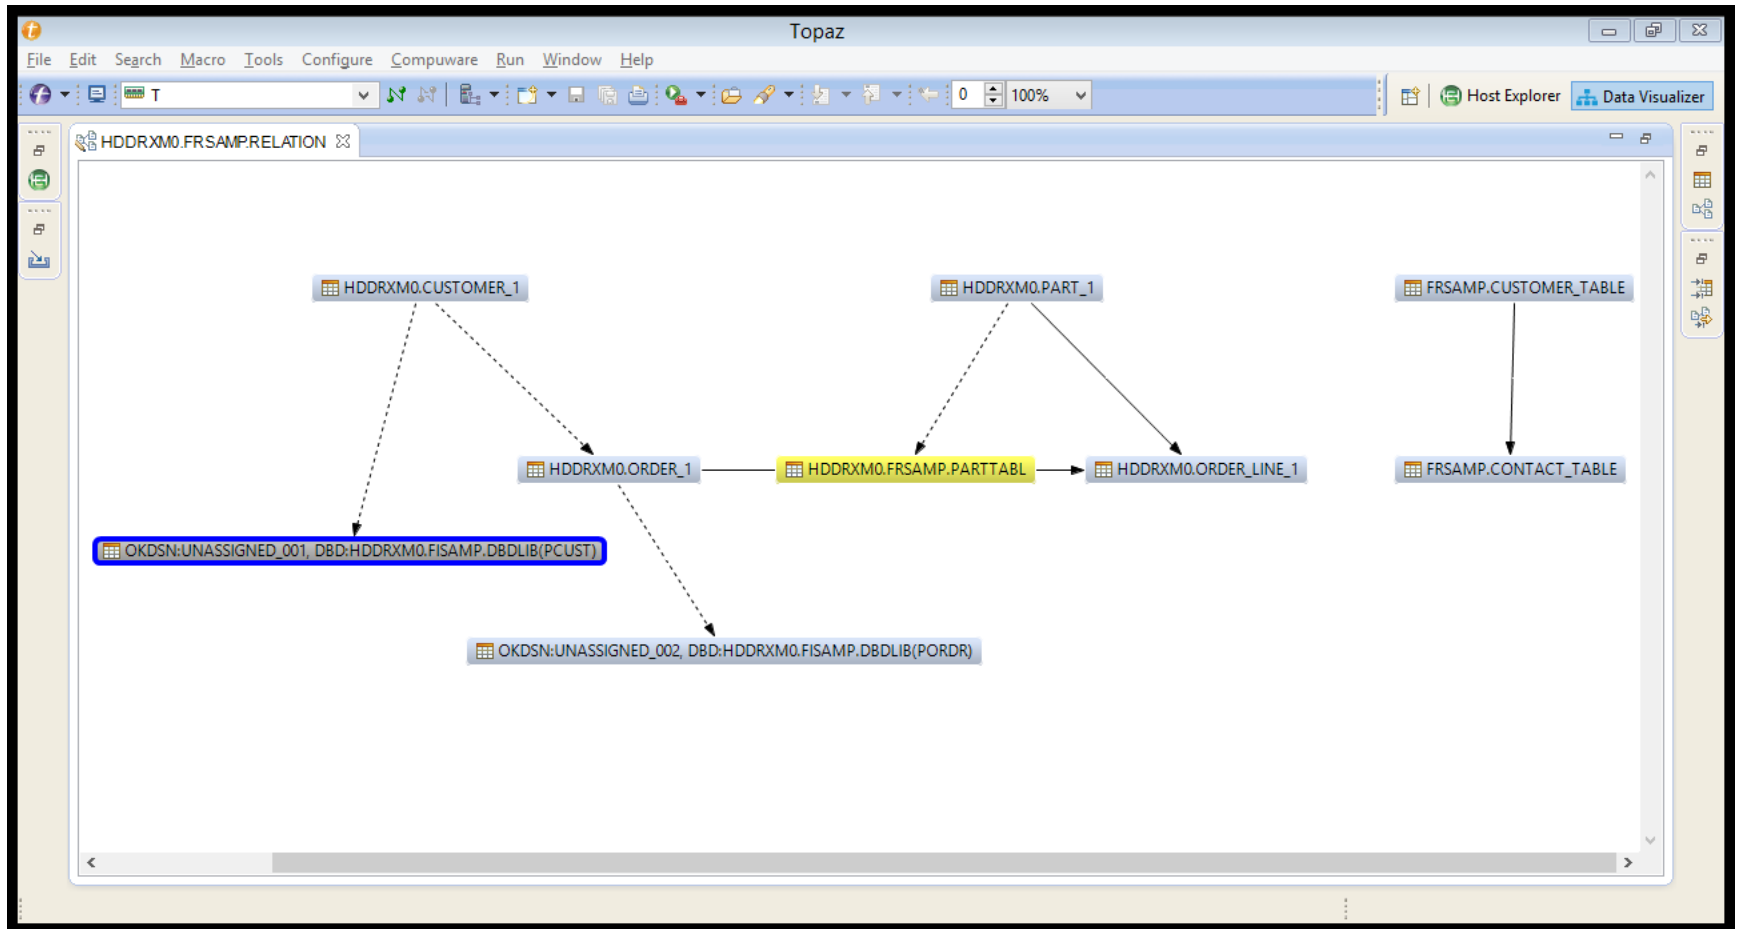 Topaz
File Edit Search Macro Tools Configure Compuware Run Window Help
T 0 100% Host Explorer Data Visualizer
HDDRXM0.FRSAMP.RELATION
HDDRXM0.CUSTOMER_1 HDDRXM0.PART_1 FRSAMP.CUSTOMER_TABLE
HDDRXM0.ORDER_1 HDDRXM0.FRSAMP.PARTTABL HDDRXM0.ORDER_LINE_1 FRSAMP.CONTACT_TABLE
OKDSN:UNASSIGNED_001, DBD:HDDRXM0.FISAMP.DBDLIB(PCUST)
OKDSN:UNASSIGNED_002, DBD:HDDRXM0.FISAMP.DBDLIB(PORDR)